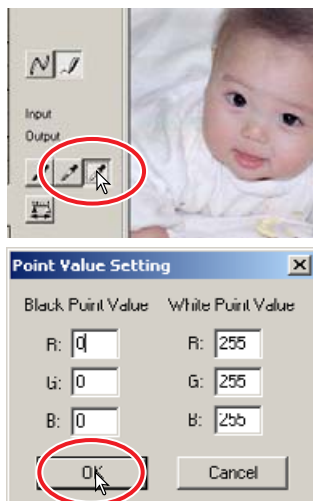 Input
Output
Point Value Setting
Black Point Value White Point Value
R: 0 R: 255
G: 0 G: 255
B: 0 B: 255
OK Cancel